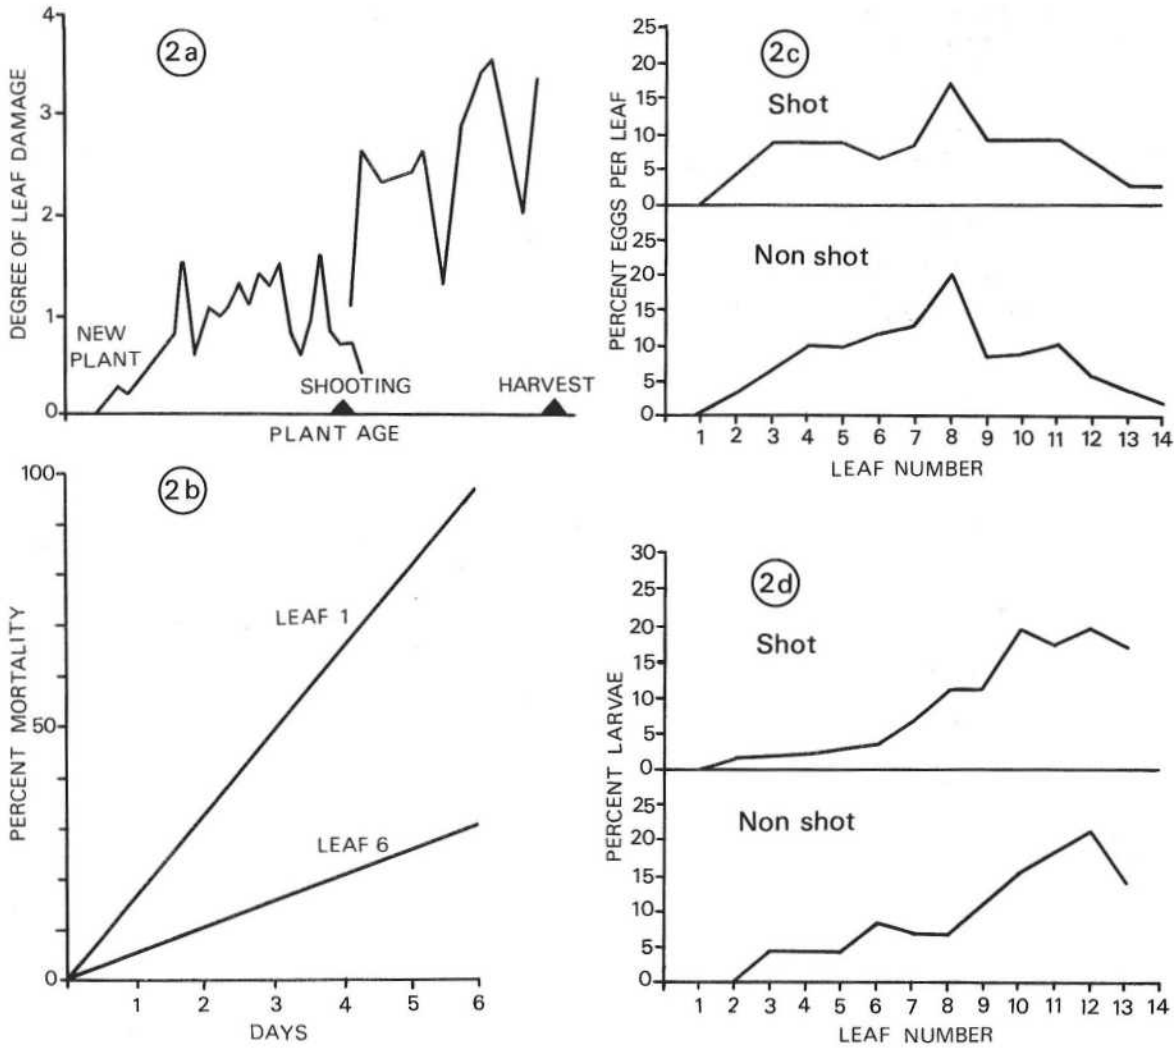 2a
DEGREE OF LEAF DAMAGE
4
3
2
1
0
NEW
PLANT
SHOOTING
HARVEST
PLANT AGE
2b
PERCENT MORTALITY
100
50
0
LEAF 1
LEAF 6
1 2 3 4 5 6
DAYS
2c
Shot
PERCENT EGGS PER LEAF
25
20
15
10
5
0
Non shot
25
20
15
10
5
0
1 2 3 4 5 6 7 8 9 10 11 12 13 14
LEAF NUMBER
2d
Shot
PERCENT LARVAE
30
25
20
15
10
5
0
Non shot
25
20
15
10
5
0
1 2 3 4 5 6 7 8 9 10 11 12 13 14
LEAF NUMBER